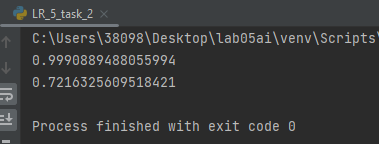 LR_5_task_2
C:\Users\38098\Desktop\lab05ai\venv\Scripts\
0.9990889488055994
0.7216325609518421
Process finished with exit code 0